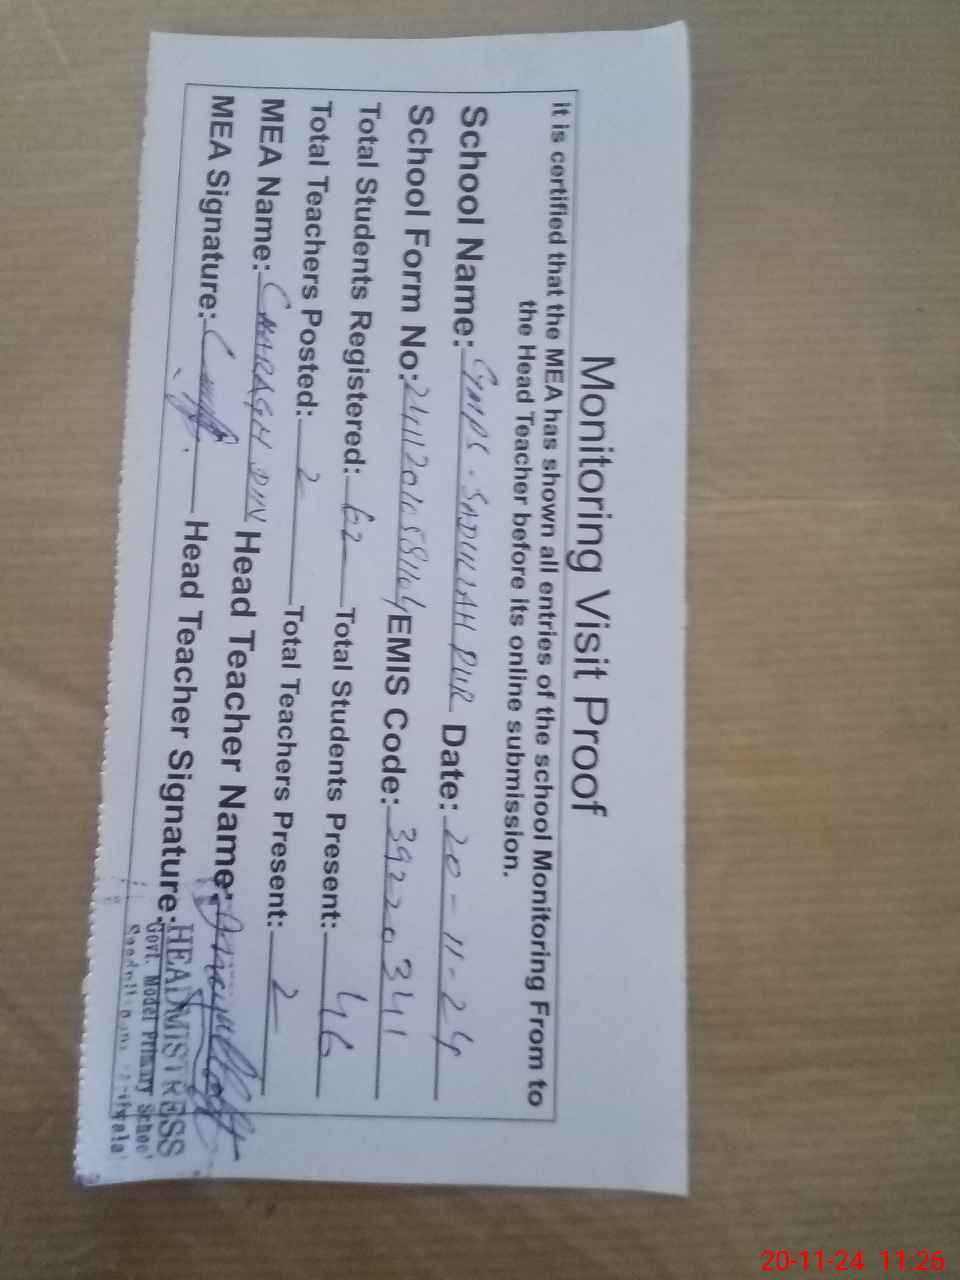 Monitoring Visit Proof
it is certified that the MEA has shown all entries of the school Monitoring From to
the Head Teacher before its online submission.
School Name: GMPS. SADULLAH PUR Date: 20-11-24
School Form No: EMIS Code: 39220341
Total Students Registered: 62 Total Students Present: 46
Total Teachers Posted: 2 Total Teachers Present: 2
MEA Name: CHARAGH DIN Head Teacher Name:
MEA Signature: Head Teacher Signature:
HEADMISTRESS
Govt. Model Primary School
20-11-24 11:26